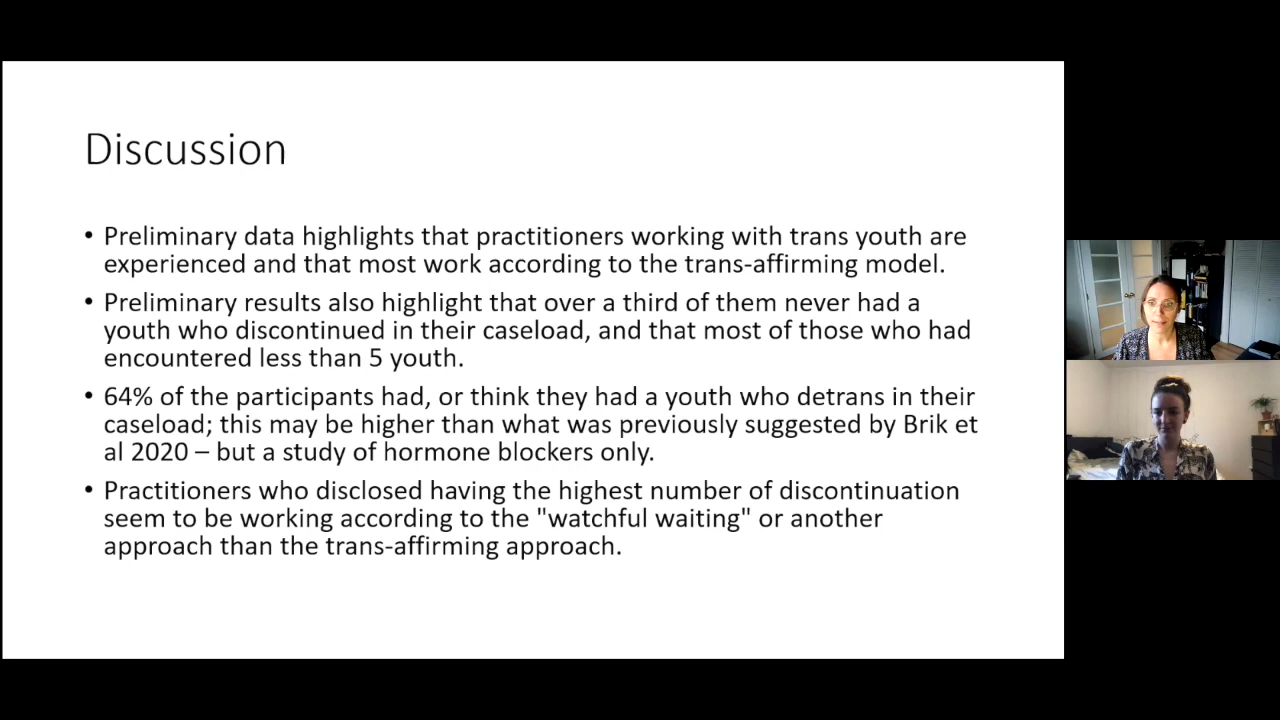 Discussion
• Preliminary data highlights that practitioners working with trans youth are
experienced and that most work according to the trans-affirming model.
• Preliminary results also highlight that over a third of them never had a
youth who discontinued in their caseload, and that most of those who had
encountered less than 5 youth.
• 64% of the participants had, or think they had a youth who detrans in their
caseload; this may be higher than what was previously suggested by Brik et
al 2020 – but a study of hormone blockers only.
• Practitioners who disclosed having the highest number of discontinuation
seem to be working according to the "watchful waiting" or another
approach than the trans-affirming approach.